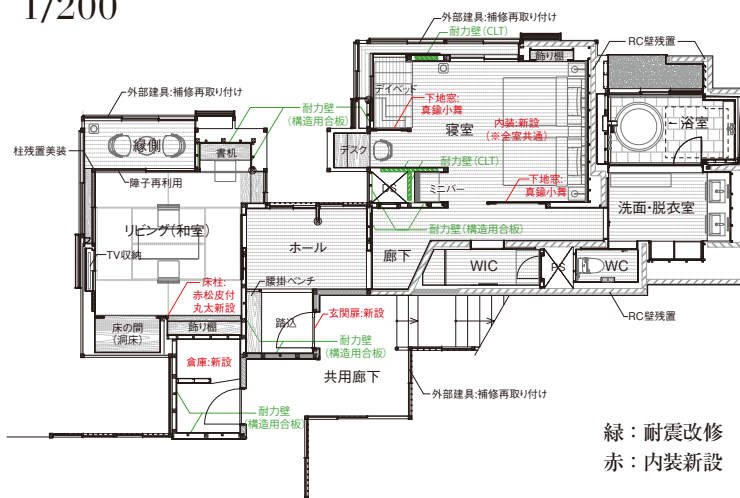 1/200
外部建具:補修再取り付け
耐力壁(CLT)
RC壁残置
飾り棚
デイベッド
外部建具:補修再取り付け
下地窓:
真鍮小舞
耐力壁
(構造用合板)
内装:新設
(※全室共通)
寝室
浴室
柱残置美装
縁側
書机
デスク
耐力壁(CLT)
障子再利用
DS
ミニバー
下地窓:
真鍮小舞
洗面・脱衣室
リビング(和室)
耐力壁(構造用合板)
ホール
廊下
TV収納
WIC
PS
WC
腰掛ベンチ
床柱:
赤松皮付
丸太新設
玄関扉:新設
RC壁残置
床の間
(洞床)
飾り棚
踏込
耐力壁
(構造用合板)
倉庫:新設
共用廊下
外部建具:補修再取り付け
耐力壁
(構造用合板)
緑：耐震改修
赤：内装新設